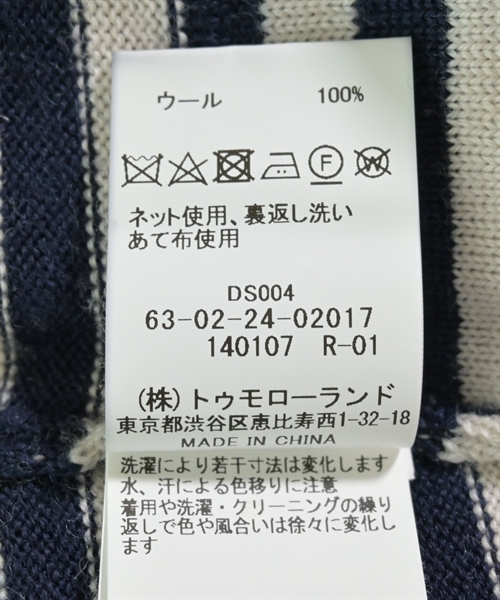 ウール 100%
F W
ネット使用、裏返し洗い
あて布使用
DS004
63-02-24-02017
140107 R-01
(株)トゥモローランド
東京都渋谷区恵比寿西1-32-18
MADE IN CHINA
洗濯により若干寸法は変化します
水、汗による色移りに注意
着用や洗濯・クリーニングの繰り
返しで色や風合いは徐々に変化し
ます